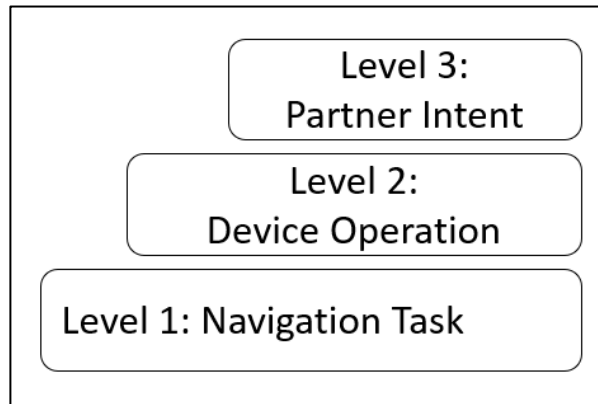 Level 3:
Partner Intent
Level 2:
Device Operation
Level 1: Navigation Task